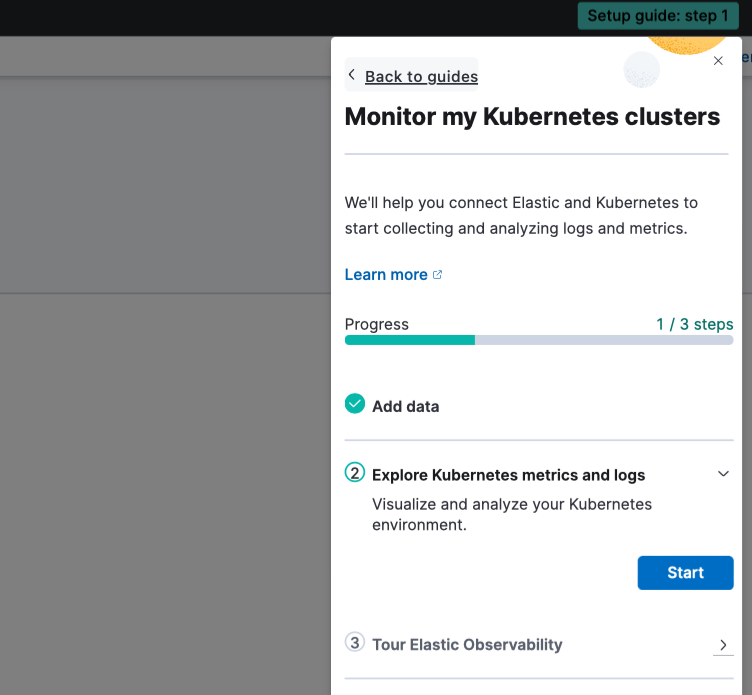 Setup guide: step 1
Back to guides
Monitor my Kubernetes clusters
We'll help you connect Elastic and Kubernetes to
start collecting and analyzing logs and metrics.
Learn more
Progress
1 / 3 steps
Add data
2 Explore Kubernetes metrics and logs
Visualize and analyze your Kubernetes
environment.
Start
3 Tour Elastic Observability